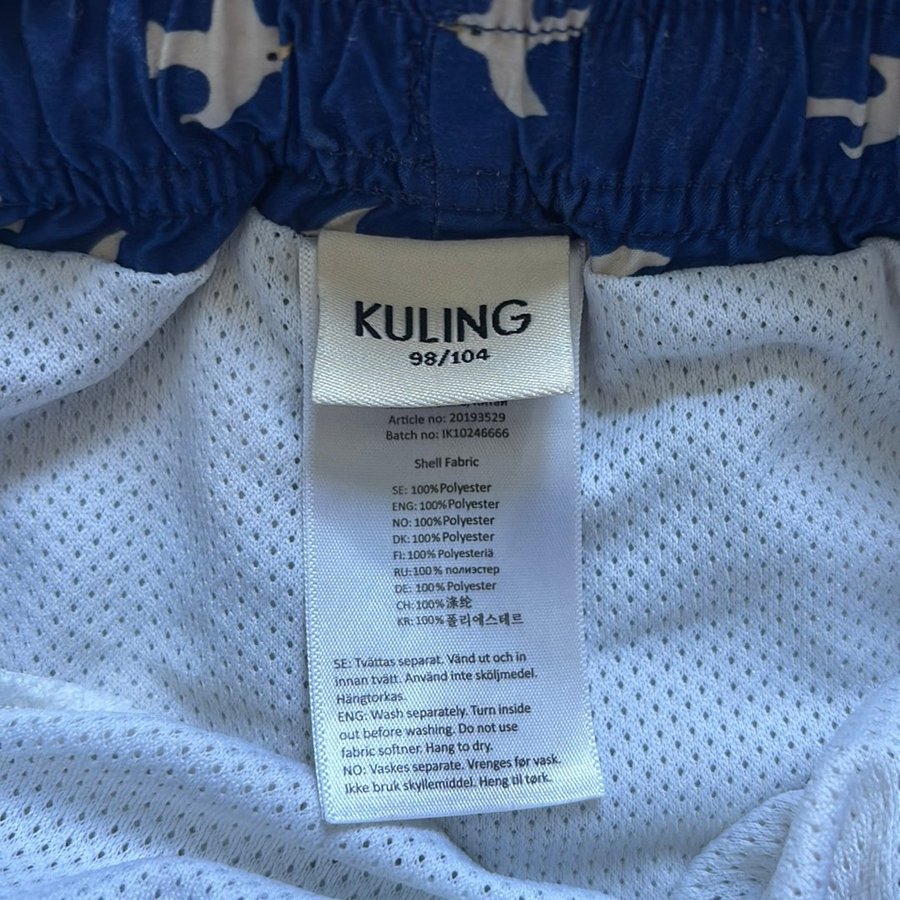 KULING
98/104
Article no: 20193529
Batch no: IK10246666
Shell Fabric
SE: 100% Polyester
ENG: 100% Polyester
NO: 100% Polyester
DK: 100% Polyester
FI: 100% Polyesteriä
RU: 100% полиэстер
DE: 100% Polyester
CH: 100% 涤纶
KR: 100% 폴리에스테르
SE: Tvättas separat. Vänd ut och in
innan tvätt. Använd inte sköljmedel.
Hängtorkas.
ENG: Wash separately. Turn inside
out before washing. Do not use
fabric softner. Hang to dry.
NO: Vaskes separate. Vrenges før vask.
Ikke bruk skyllemiddel. Heng til tørk.